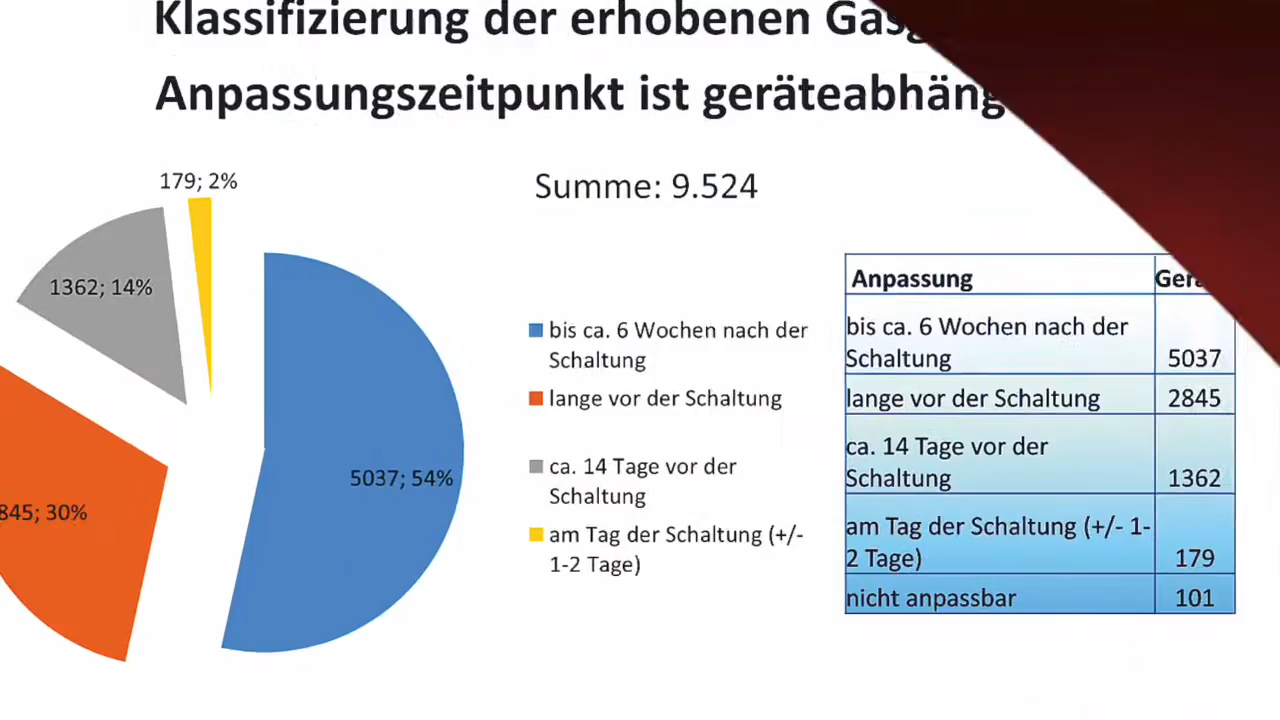 Klassifizierung der erhobenen
Anpassungszeitpunkt ist
179; 2%
Summe: 9.524
1362; 14%
845; 30%
5037; 54%
bis ca. 6 Wochen nach der
Schaltung
lange vor der Schaltung
ca. 14 Tage vor der
Schaltung
am Tag der Schaltung (+/-
1-2 Tage)
Anpassung
bis ca. 6 Wochen nach der
Schaltung 5037
lange vor der Schaltung 2845
ca. 14 Tage vor der
Schaltung 1362
am Tag der Schaltung (+/- 1-
2 Tage) 179
nicht anpassbar 101